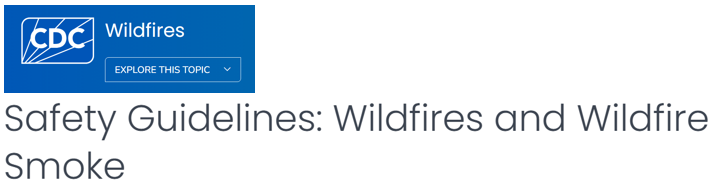 CDC
Wildfires
EXPLORE THIS TOPIC
Safety Guidelines: Wildfires and Wildfire
Smoke